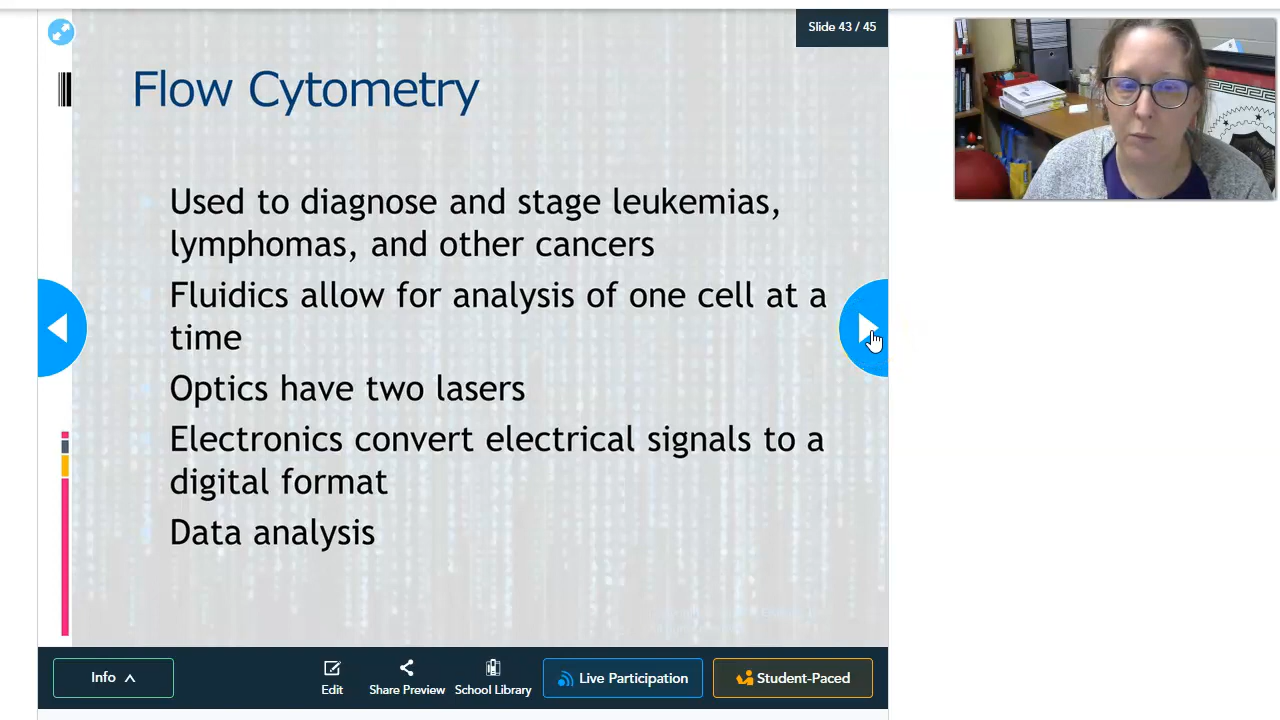 Slide 43 / 45
Flow Cytometry
Used to diagnose and stage leukemias,
lymphomas, and other cancers
Fluidics allow for analysis of one cell at a
time
Optics have two lasers
Electronics convert electrical signals to a
digital format
Data analysis
Info
Edit
Share Preview
School Library
Live Participation
Student-Paced